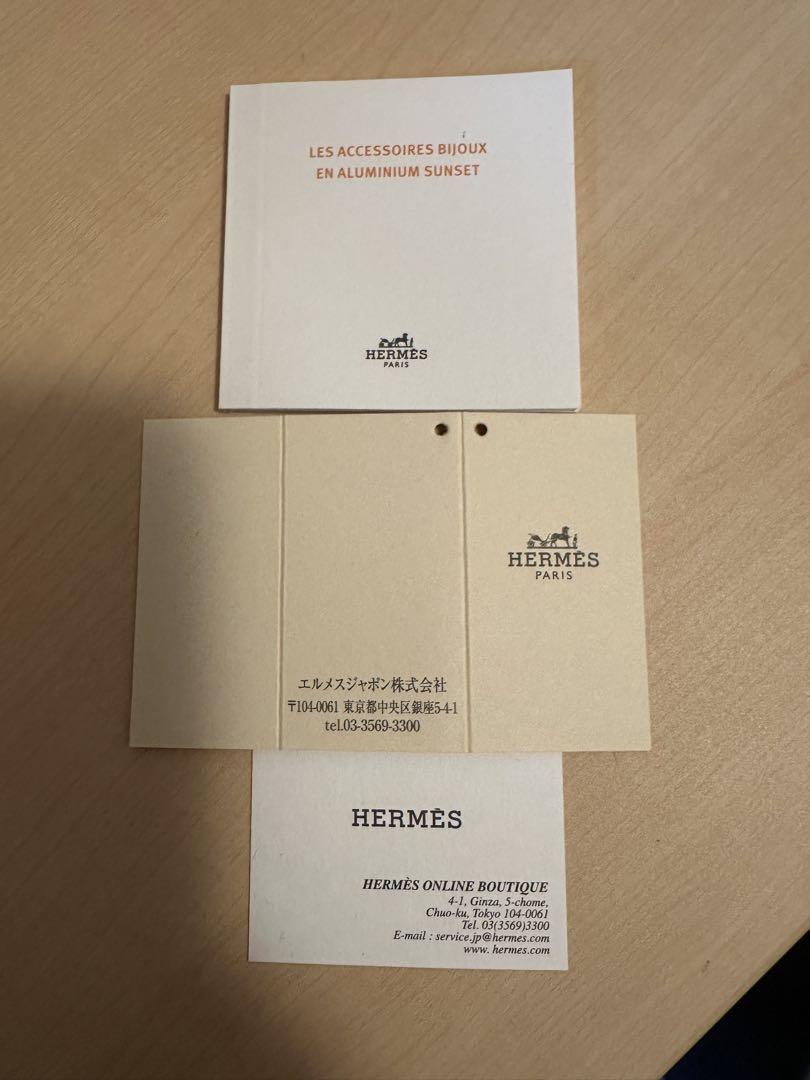 LES ACCESSOIRES BIJOUX
EN ALUMINIUM SUNSET
HERMÈS
PARIS
HERMÈS
PARIS
エルメスジャポン株式会社
〒104-0061 東京都中央区銀座5-4-1
tel.03-3569-3300
HERMÈS
HERMÈS ONLINE BOUTIQUE
4-1, Ginza, 5-chome,
Chuo-ku, Tokyo 104-0061
Tel. 03(3569)3300
E-mail : service.jp@hermes.com
www. hermes.com